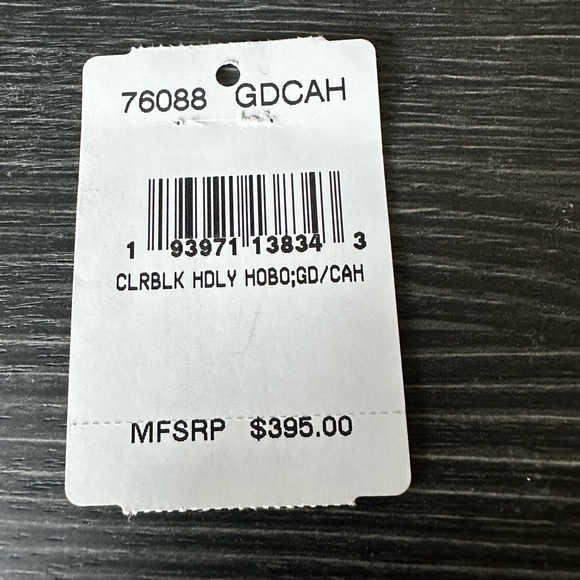 76088 GDCAH
1 93971 13834 3
CLRBLK HDLY HOBO;GD/CAH
MFSRP $395.00